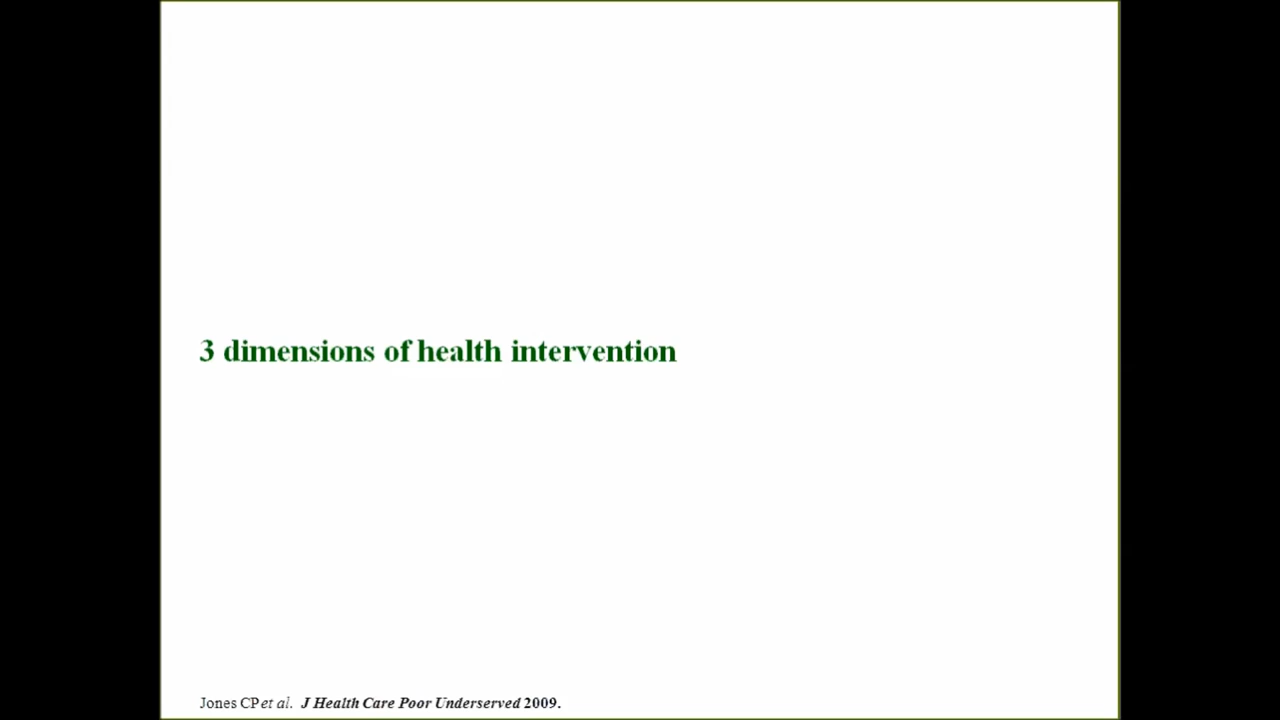 3 dimensions of health intervention
Jones CP et al. J Health Care Poor Underserved 2009.